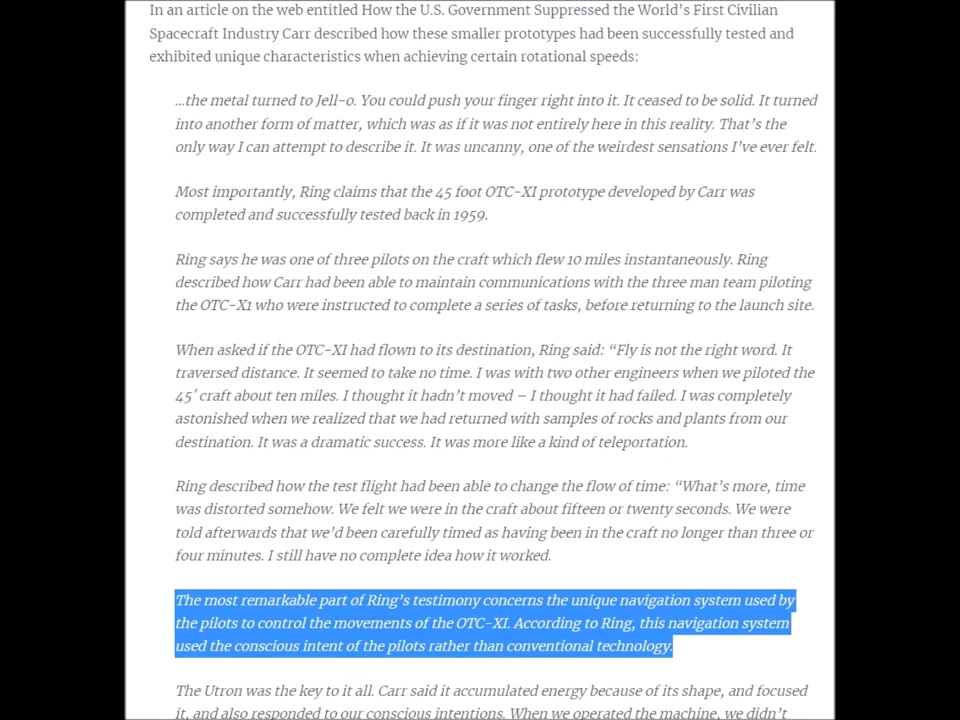 In an article on the web entitled How the U.S. Government Suppressed the World’s First Civilian
Spacecraft Industry Carr described how these smaller prototypes had been successfully tested and
exhibited unique characteristics when achieving certain rotational speeds:
…the metal turned to Jell-o. You could push your finger right into it. It ceased to be solid. It turned
into another form of matter, which was as if it was not entirely here in this reality. That’s the
only way I can attempt to describe it. It was uncanny, one of the weirdest sensations I’ve ever felt.
Most importantly, Ring claims that the 45 foot OTC-XI prototype developed by Carr was
completed and successfully tested back in 1959.
Ring says he was one of three pilots on the craft which flew 10 miles instantaneously. Ring
described how Carr had been able to maintain communications with the three man team piloting
the OTC-X1 who were instructed to complete a series of tasks, before returning to the launch site.
When asked if the OTC-XI had flown to its destination, Ring said: “Fly is not the right word. It
traversed distance. It seemed to take no time. I was with two other engineers when we piloted the
45′ craft about ten miles. I thought it hadn’t moved – I thought it had failed. I was completely
astonished when we realized that we had returned with samples of rocks and plants from our
destination. It was a dramatic success. It was more like a kind of teleportation.
Ring described how the test flight had been able to change the flow of time: “What’s more, time
was distorted somehow. We felt we were in the craft about fifteen or twenty seconds. We were
told afterwards that we’d been carefully timed as having been in the craft no longer than three or
four minutes. I still have no complete idea how it worked.
The most remarkable part of Ring’s testimony concerns the unique navigation system used by
the pilots to control the movements of the OTC-XI. According to Ring, this navigation system
used the conscious intent of the pilots rather than conventional technology.
The Utron was the key to it all. Carr said it accumulated energy because of its shape, and focused
it, and also responded to our conscious intentions. When we operated the machine, we didn’t